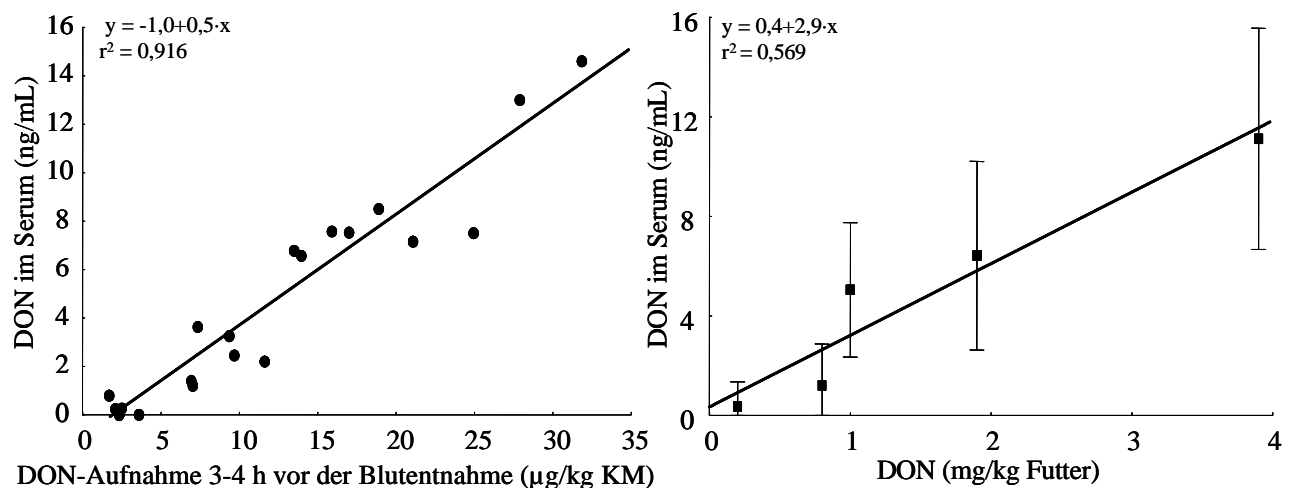 y = -1,0+0,5·x
r² = 0,916
16
14
12
10
8
6
4
2
0
DON im Serum (ng/mL)
0 5 10 15 20 25 30 35
DON-Aufnahme 3-4 h vor der Blutentnahme (µg/kg KM)
y = 0,4+2,9·x
r² = 0,569
16
12
8
4
0
DON im Serum (ng/mL)
0 1 2 3 4
DON (mg/kg Futter)